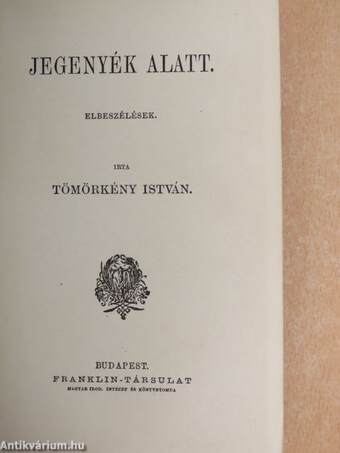 JEGENYÉK ALATT.
ELBESZÉLÉSEK.
IRTA
TÖMÖRKÉNY ISTVÁN.
BUDAPEST.
FRANKLIN-TÁRSULAT
MAGYAR IROD. INTÉZET ÉS KÖNYVNYOMDA
Antikvárium.hu